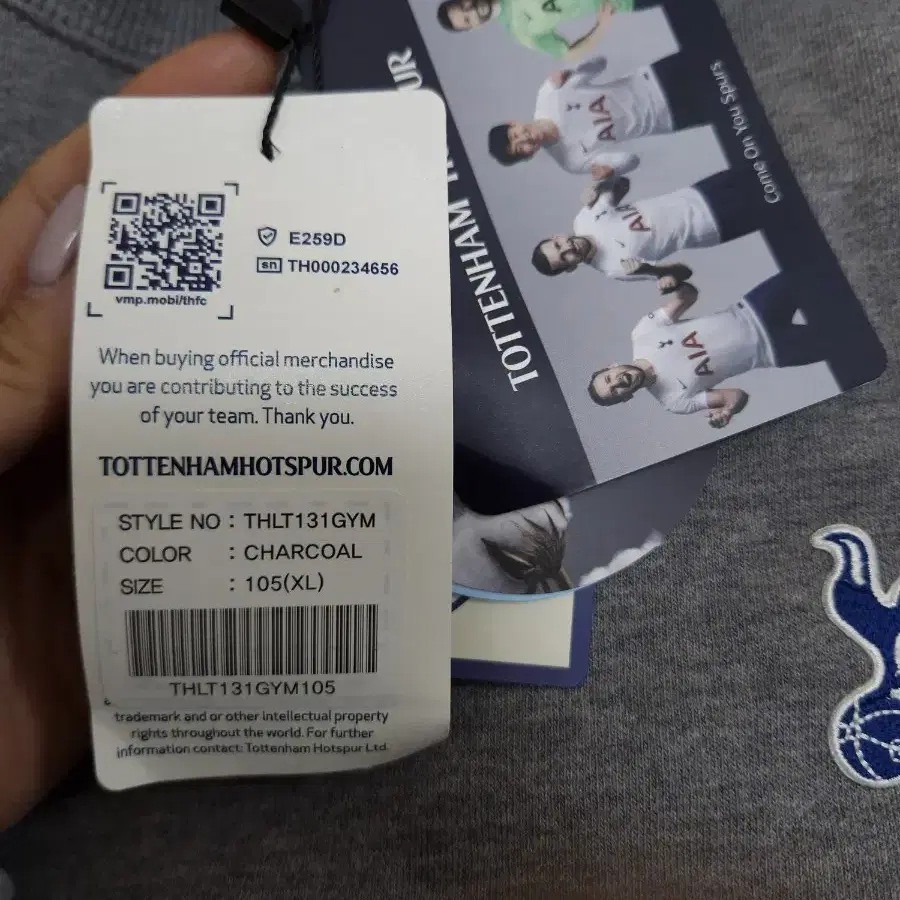 E259D
sn TH000234656
vmp.mobi/thfc
When buying official merchandise
you are contributing to the success
of your team. Thank you.
TOTTENHAMHOTSPUR.COM
STYLE NO : THLT131GYM
COLOR : CHARCOAL
SIZE : 105(XL)
THLT131GYM105
trademark and or other intellectual property
rights throughout the world. For further
information contact: Tottenham Hotspur Ltd.
TOTTENHAM
UR
Come On You Spurs
AIA
AIA
AIA